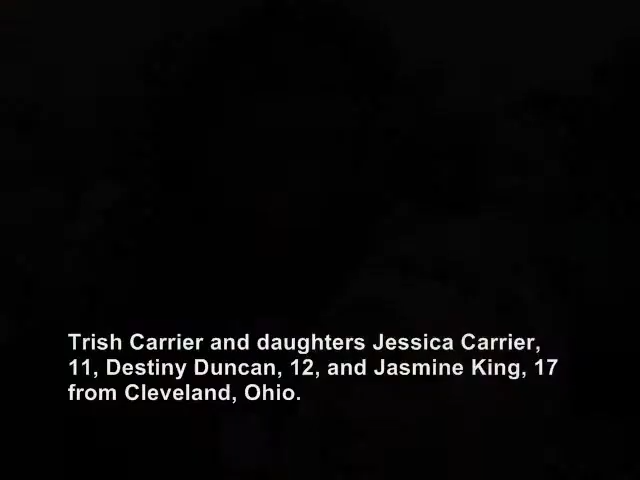 Trish Carrier and daughters Jessica Carrier,
11, Destiny Duncan, 12, and Jasmine King, 17
from Cleveland, Ohio.